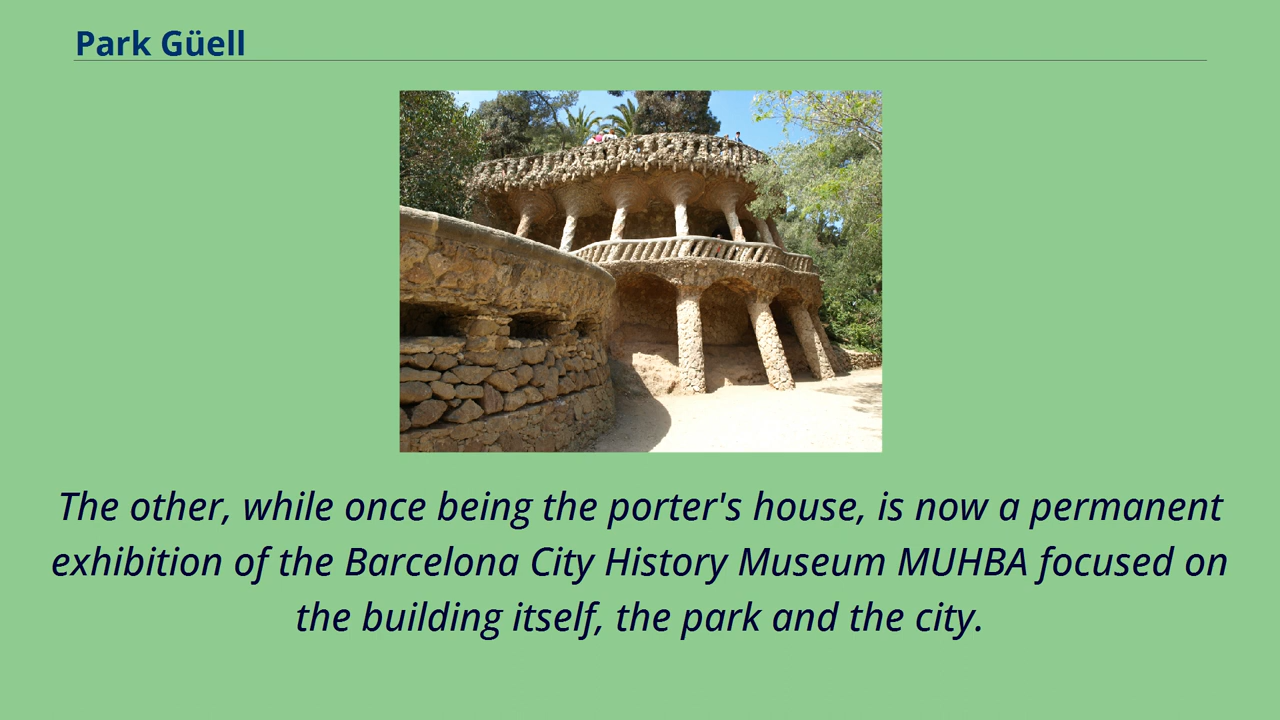 Park Güell
The other, while once being the porter's house, is now a permanent
exhibition of the Barcelona City History Museum MUHBA focused on
the building itself, the park and the city.